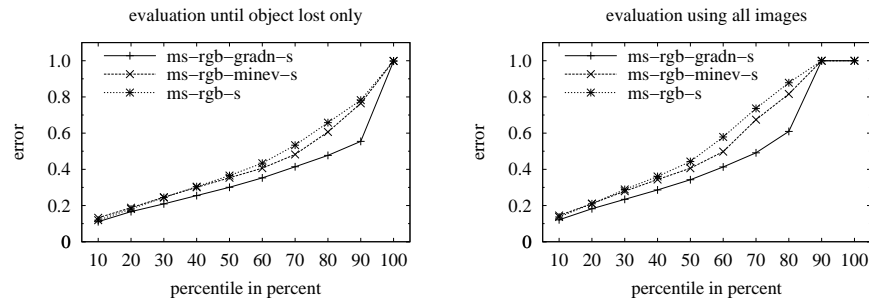 evaluation until object lost only
error
1.0
0.8
0.6
0.4
0.2
0
ms-rgb-gradn-s
ms-rgb-minev-s
ms-rgb-s
10 20 30 40 50 60 70 80 90 100
percentile in percent
evaluation using all images
error
1.0
0.8
0.6
0.4
0.2
0
ms-rgb-gradn-s
ms-rgb-minev-s
ms-rgb-s
10 20 30 40 50 60 70 80 90 100
percentile in percent